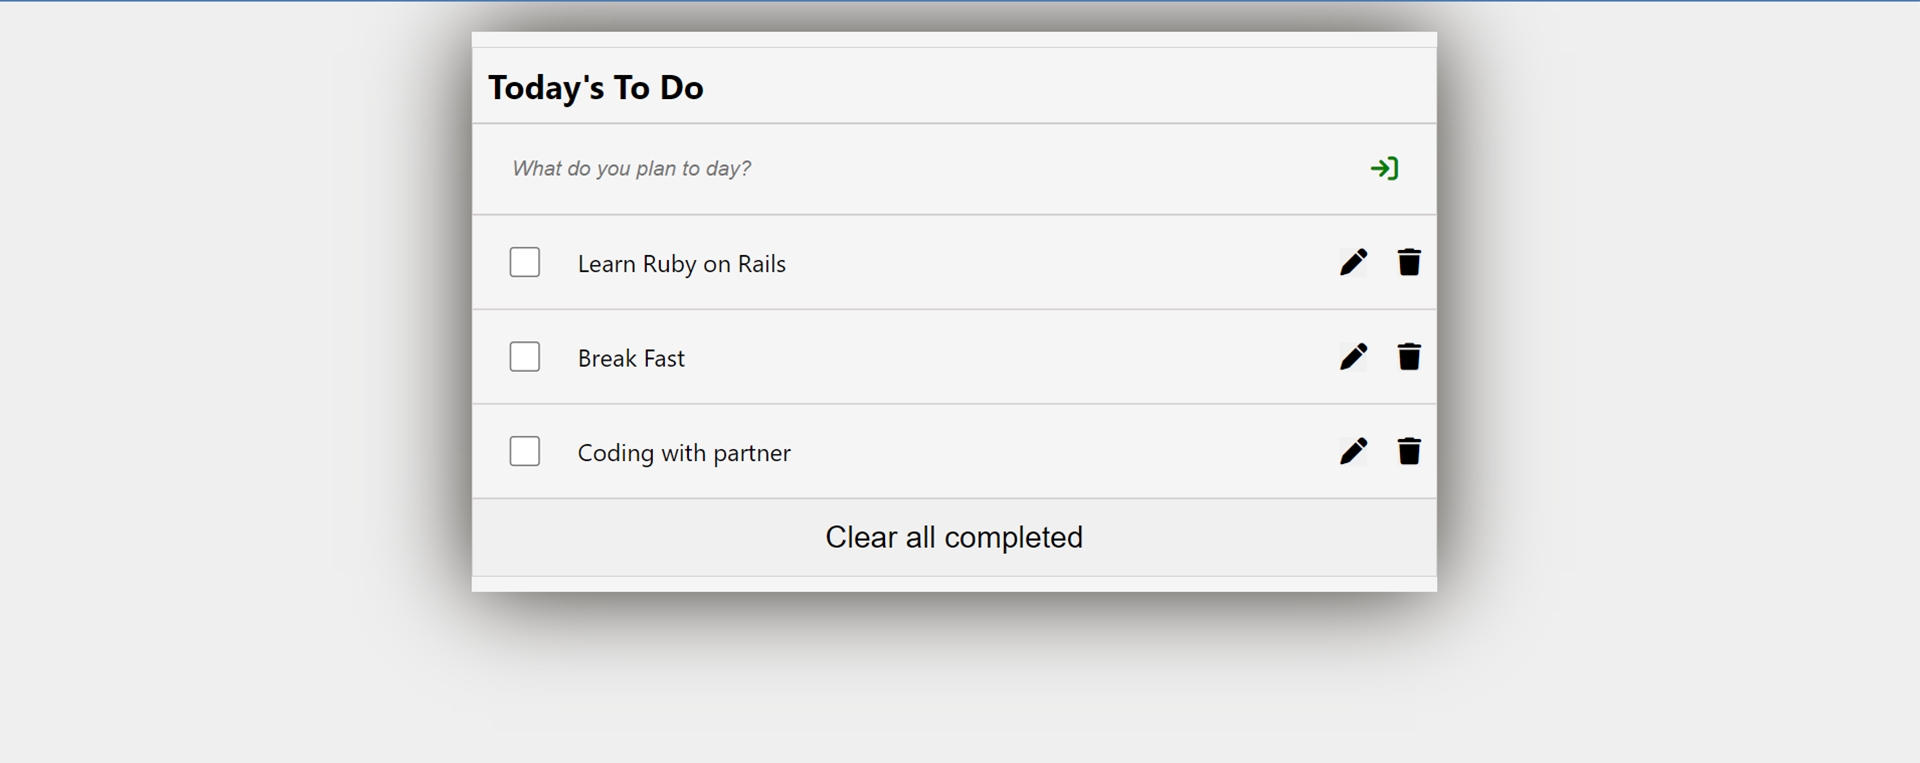 Today's To Do
What do you plan to day?
Learn Ruby on Rails
Break Fast
Coding with partner
Clear all completed